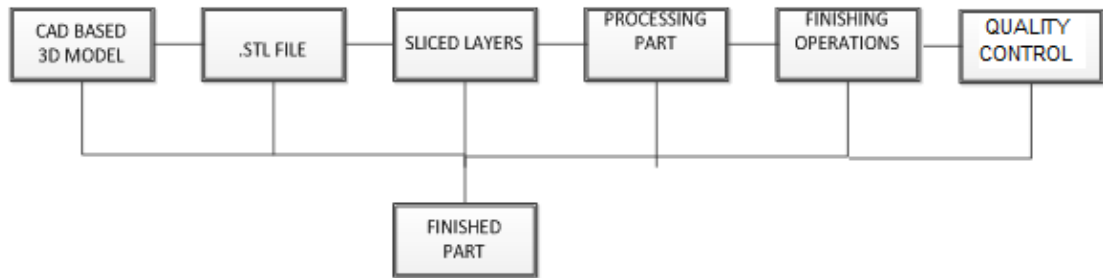 CAD BASED
3D MODEL
.STL FILE
SLICED LAYERS
PROCESSING
PART
FINISHING
OPERATIONS
QUALITY
CONTROL
FINISHED
PART